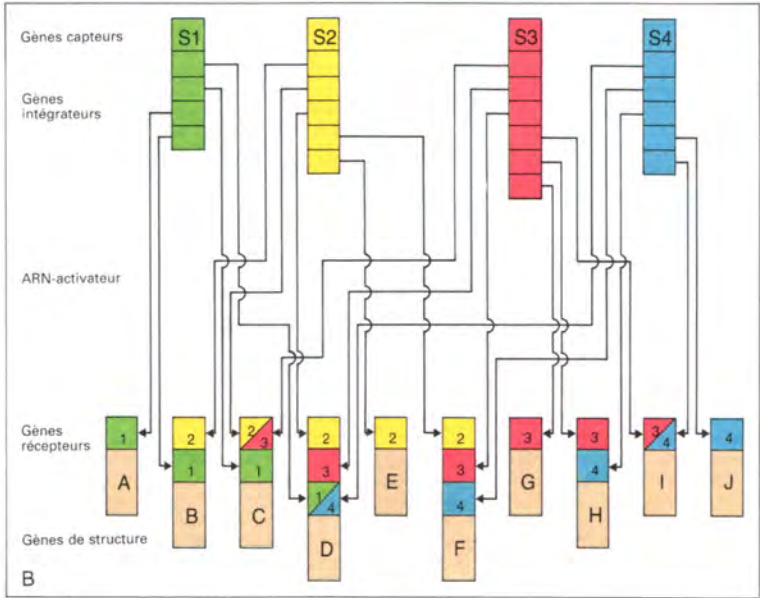 Gènes capteurs
S1
S2
S3
S4
Gènes
intégrateurs
ARN-activateur
Gènes
récepteurs
1
2
2
3
2
2
2
3
3
3
4
4
1
1
3
3
4
1
4
4
A
B
C
D
E
F
G
H
I
J
Gènes de structure
B